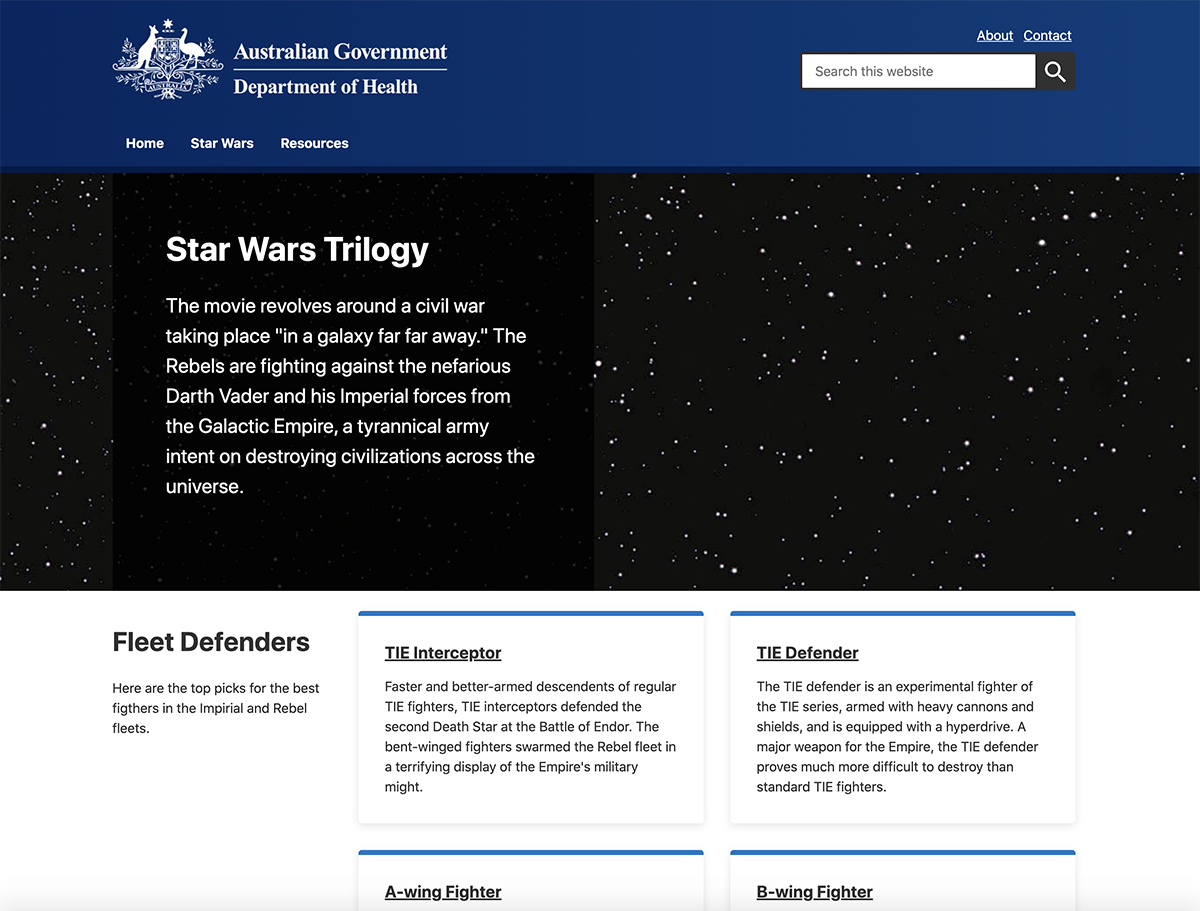 Australian Government
Department of Health
AUSTRALIA
About Contact
Search this website
Home Star Wars Resources
Star Wars Trilogy
The movie revolves around a civil war
taking place "in a galaxy far far away." The
Rebels are fighting against the nefarious
Darth Vader and his Imperial forces from
the Galactic Empire, a tyrannical army
intent on destroying civilizations across the
universe.
Fleet Defenders
Here are the top picks for the best
figthers in the Impirial and Rebel
fleets.
TIE Interceptor
Faster and better-armed descendents of regular
TIE fighters, TIE interceptors defended the
second Death Star at the Battle of Endor. The
bent-winged fighters swarmed the Rebel fleet in
a terrifying display of the Empire's military
might.
TIE Defender
The TIE defender is an experimental fighter of
the TIE series, armed with heavy cannons and
shields, and is equipped with a hyperdrive. A
major weapon for the Empire, the TIE defender
proves much more difficult to destroy than
standard TIE fighters.
A-wing Fighter
B-wing Fighter